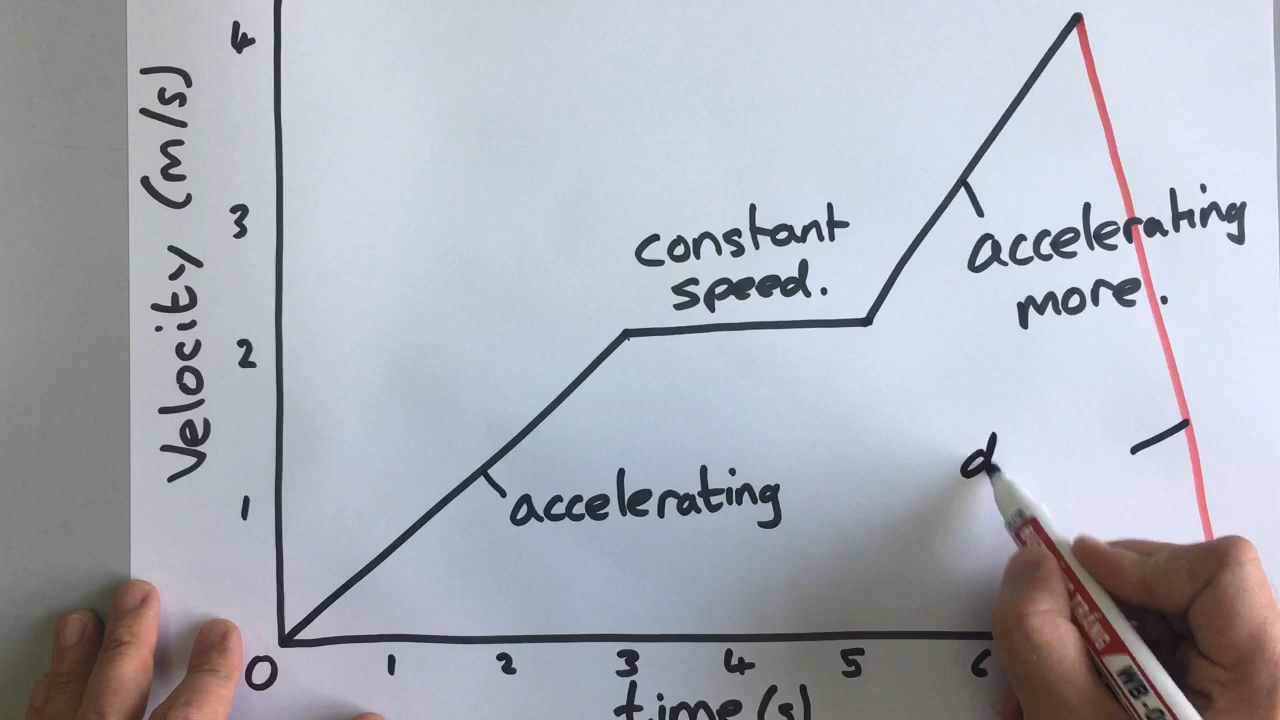 Velocity (m/s)
4
3
2
1
0
1 2 3 4 5 6
time (s)
accelerating
constant
speed.
accelerating
more.
d